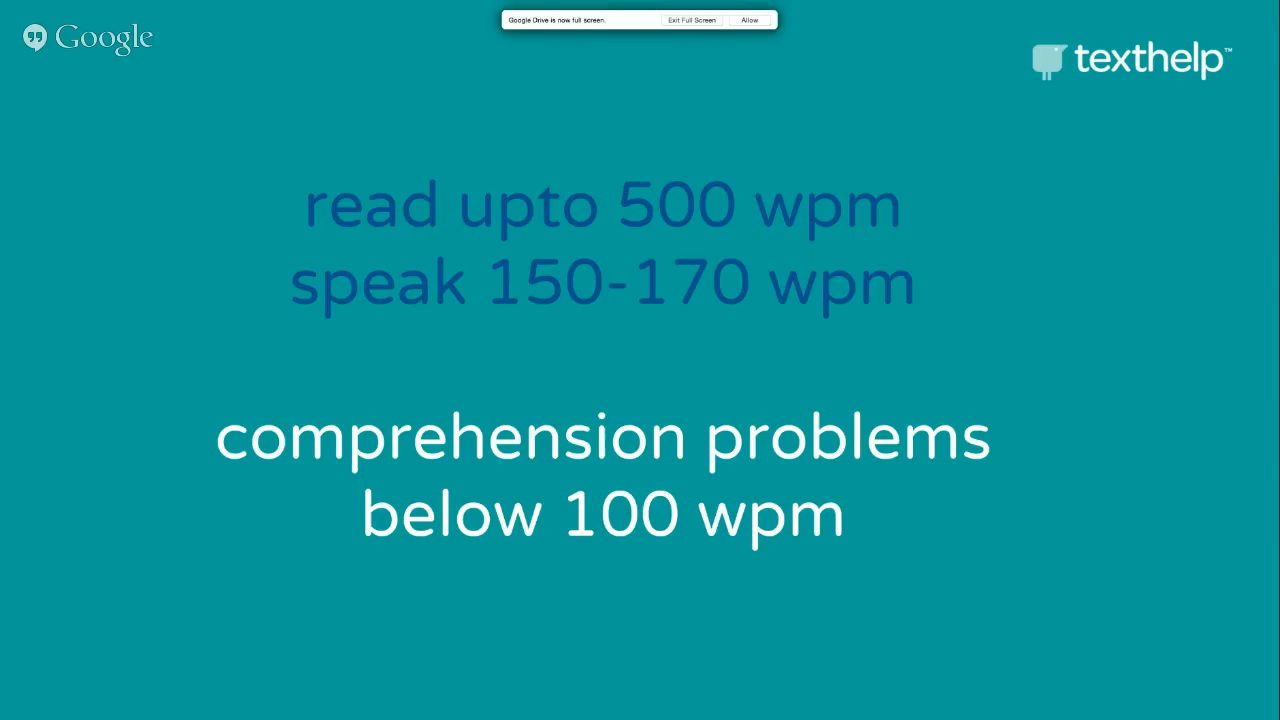 Google Drive is now full screen. Exit Full Screen Allow
Google
texthelp™
read upto 500 wpm
speak 150-170 wpm
comprehension problems
below 100 wpm